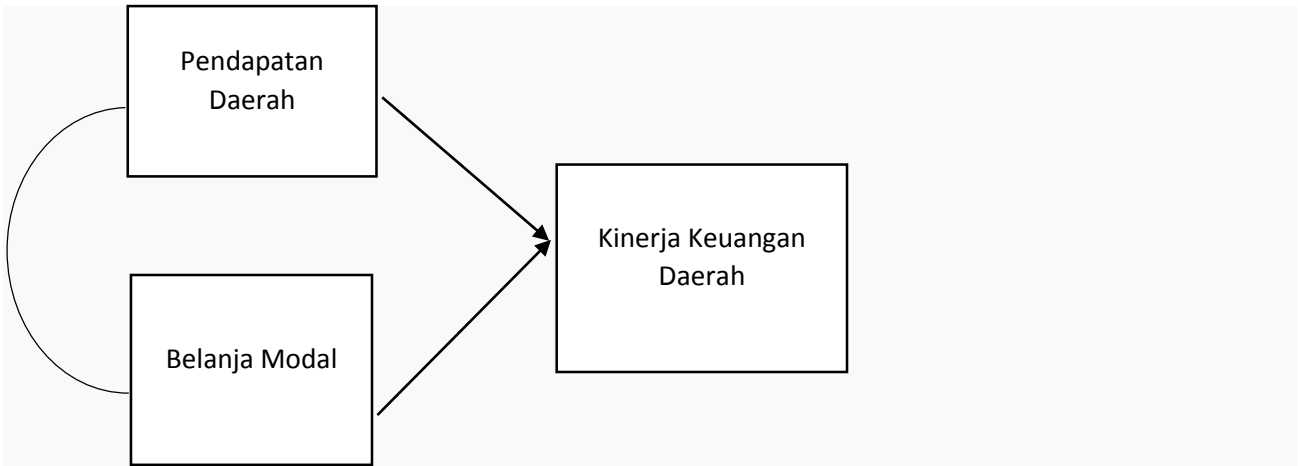 Pendapatan
Daerah
Kinerja Keuangan
Daerah
Belanja Modal